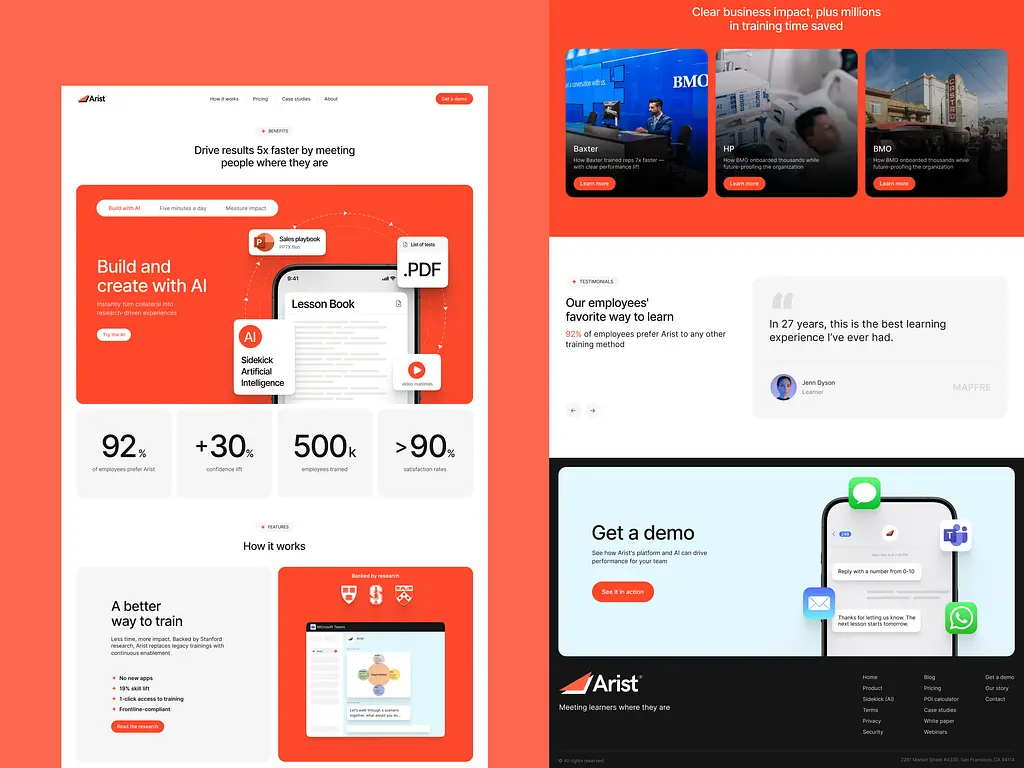 Arist
How it works
Pricing
Case studies
About
Get a demo
BENEFITS
Drive results 5x faster by meeting
people where they are
Build with AI
Five minutes a day
Measure impact
Build and
create with AI
Instantly turn collateral into
research-driven experiences
Try the AI
P
Sales playbook
PPTX files
List of tests
.PDF
9:41
Lesson Book
AI
Sidekick
Artificial
Intelligence
video materials
92%
of employees prefer Arist
+30%
confidence lift
500k
employees trained
>90%
satisfaction rates
FEATURES
How it works
A better
way to train
Less time, more impact. Backed by Stanford
research, Arist replaces legacy trainings with
continuous enablement
No new apps
19% skill lift
1-click access to training
Frontline-compliant
Read the research
Backed by research
Microsoft Teams
Arist
Let's walk through a scenario
together, what would you do...
Clear business impact, plus millions
in training time saved
a conversation with us.
BMO
Baxter
How Baxter trained reps 7x faster —
with clear performance lift
Learn more
HP
How BMO onboarded thousands while
future-proofing the organization
Learn more
CASTRO
BMO
How BMO onboarded thousands while
future-proofing the organization
Learn more
TESTIMONIALS
Our employees'
favorite way to learn
92% of employees prefer Arist to any other
training method
In 27 years, this is the best learning
experience I've ever had.
Jenn Dyson
Learner
MAPFRE
Get a demo
See how Arist's platform and AI can drive
performance for your team
See it in action
Reply with a number from 0-10
Thanks for letting us know. The
next lesson starts tomorrow.
T
Arist
Meeting learners where they are
Home
Product
Sidekick (AI)
Terms
Privacy
Security
Blog
Pricing
POI calculator
Case studies
White paper
Webinars
Get a demo
Our story
Contact
© All rights reserved.
2261 Market Street #4320, San Francisco, CA 94114